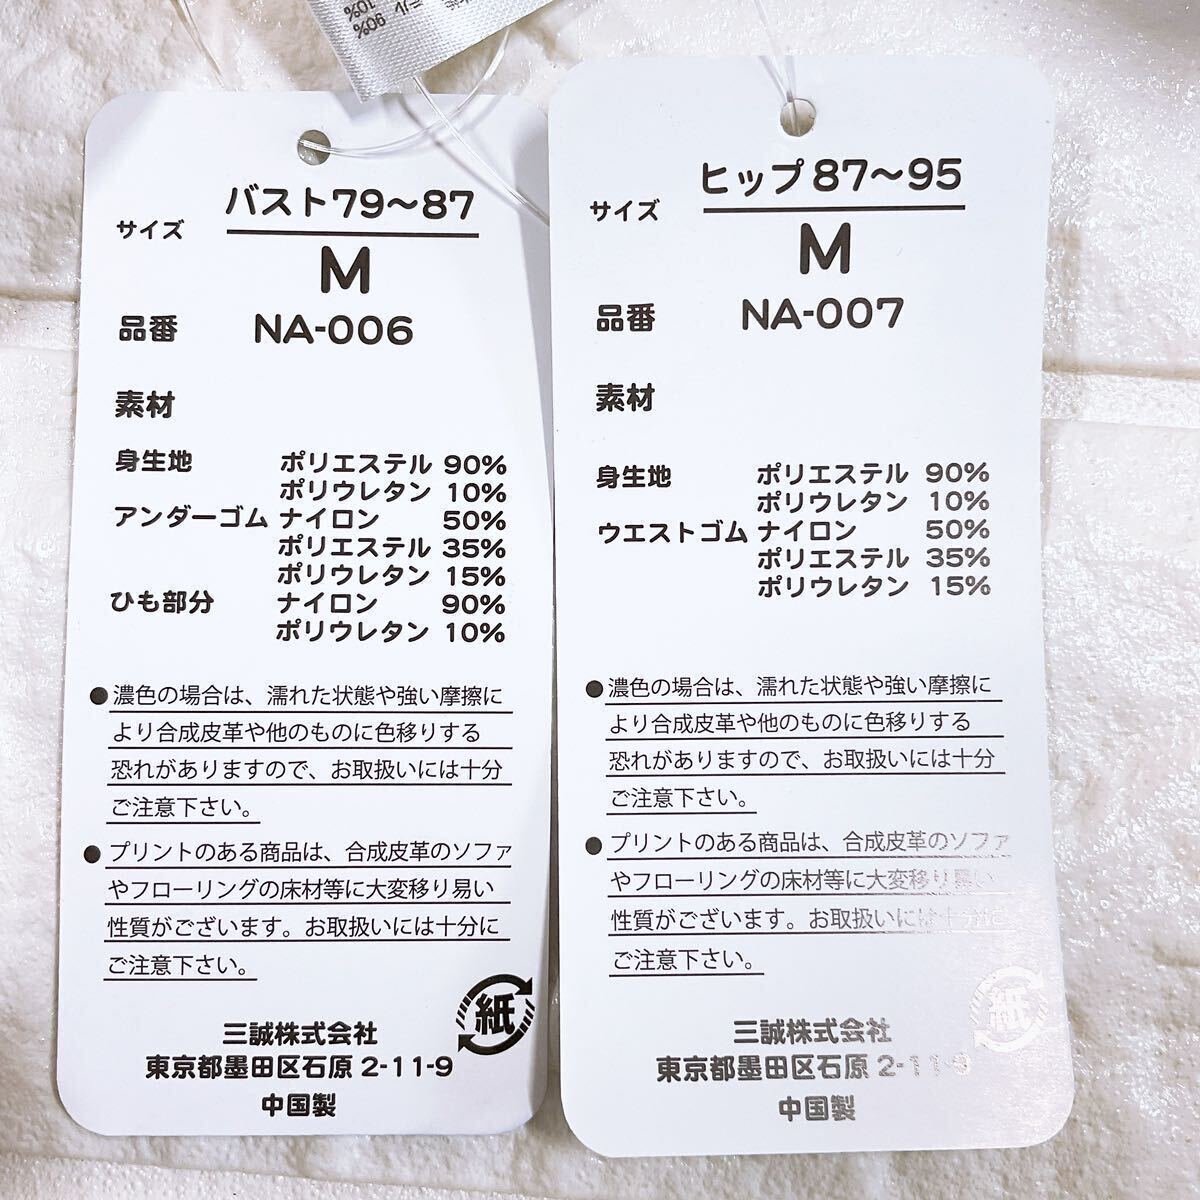 90%
10%
サイズ
バスト79〜87
M
品番 NA-006
素材
身生地 ポリエステル 90%
ポリウレタン 10%
アンダーゴム ナイロン 50%
ポリエステル 35%
ポリウレタン 15%
ひも部分 ナイロン 90%
ポリウレタン 10%
●濃色の場合は、濡れた状態や強い摩擦に
より合成皮革や他のものに色移りする
恐れがありますので、お取扱いには十分
ご注意下さい。
●プリントのある商品は、合成皮革のソファ
やフローリングの床材等に大変移り易い
性質がございます。お取扱いには十分に
ご注意下さい。
紙
三誠株式会社
東京都墨田区石原 2-11-9
中国製
サイズ
ヒップ 87〜95
M
品番 NA-007
素材
身生地 ポリエステル 90%
ポリウレタン 10%
ウエストゴム ナイロン 50%
ポリエステル 35%
ポリウレタン 15%
●濃色の場合は、濡れた状態や強い摩擦に
より合成皮革や他のものに色移りする
恐れがありますので、お取扱いには十分
ご注意下さい。
●プリントのある商品は、合成皮革のソファ
やフローリングの床材等に大変移り易い
性質がございます。お取扱いには十分に
ご注意下さい。
紙
三誠株式会社
東京都墨田区石原 2-11-9
中国製